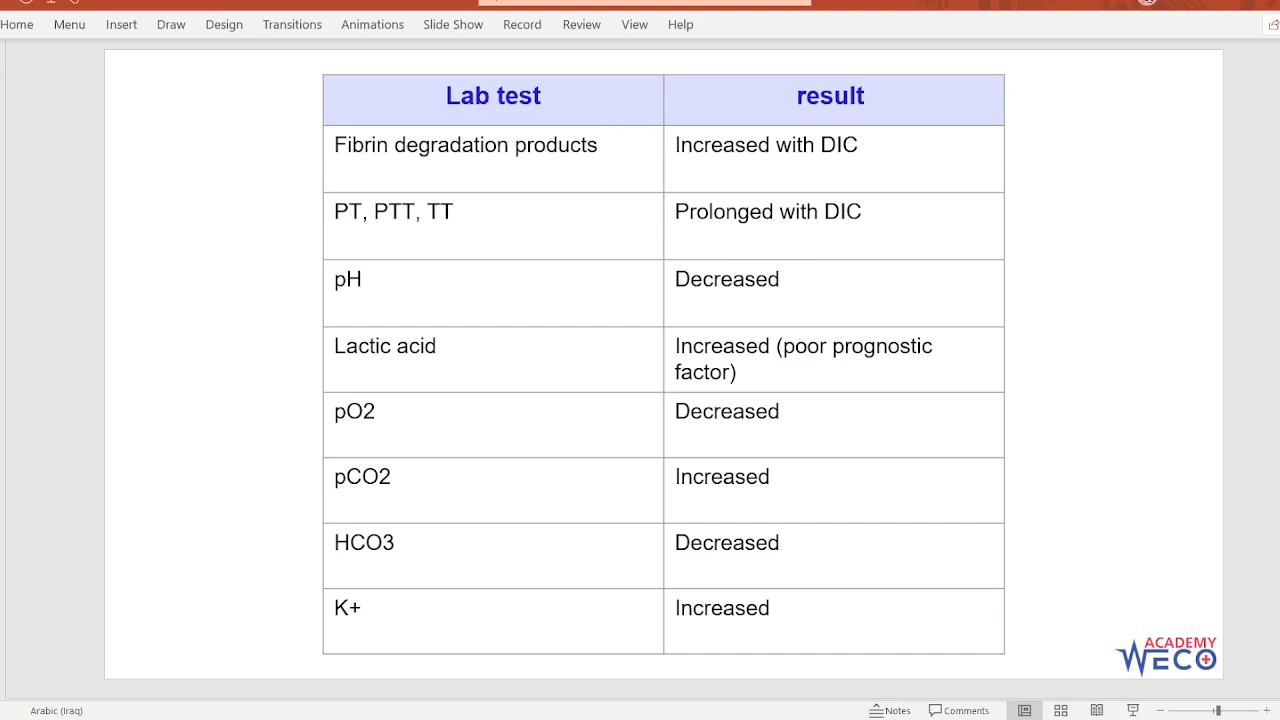 Home Menu Insert Draw Design Transitions Animations Slide Show Record Review View Help
Lab test result
Fibrin degradation products Increased with DIC
PT, PTT, TT Prolonged with DIC
pH Decreased
Lactic acid Increased (poor prognostic
factor)
pO2 Decreased
pCO2 Increased
HCO3 Decreased
K+ Increased
ACADEMY
WECO
Arabic (Iraq) Notes Comments